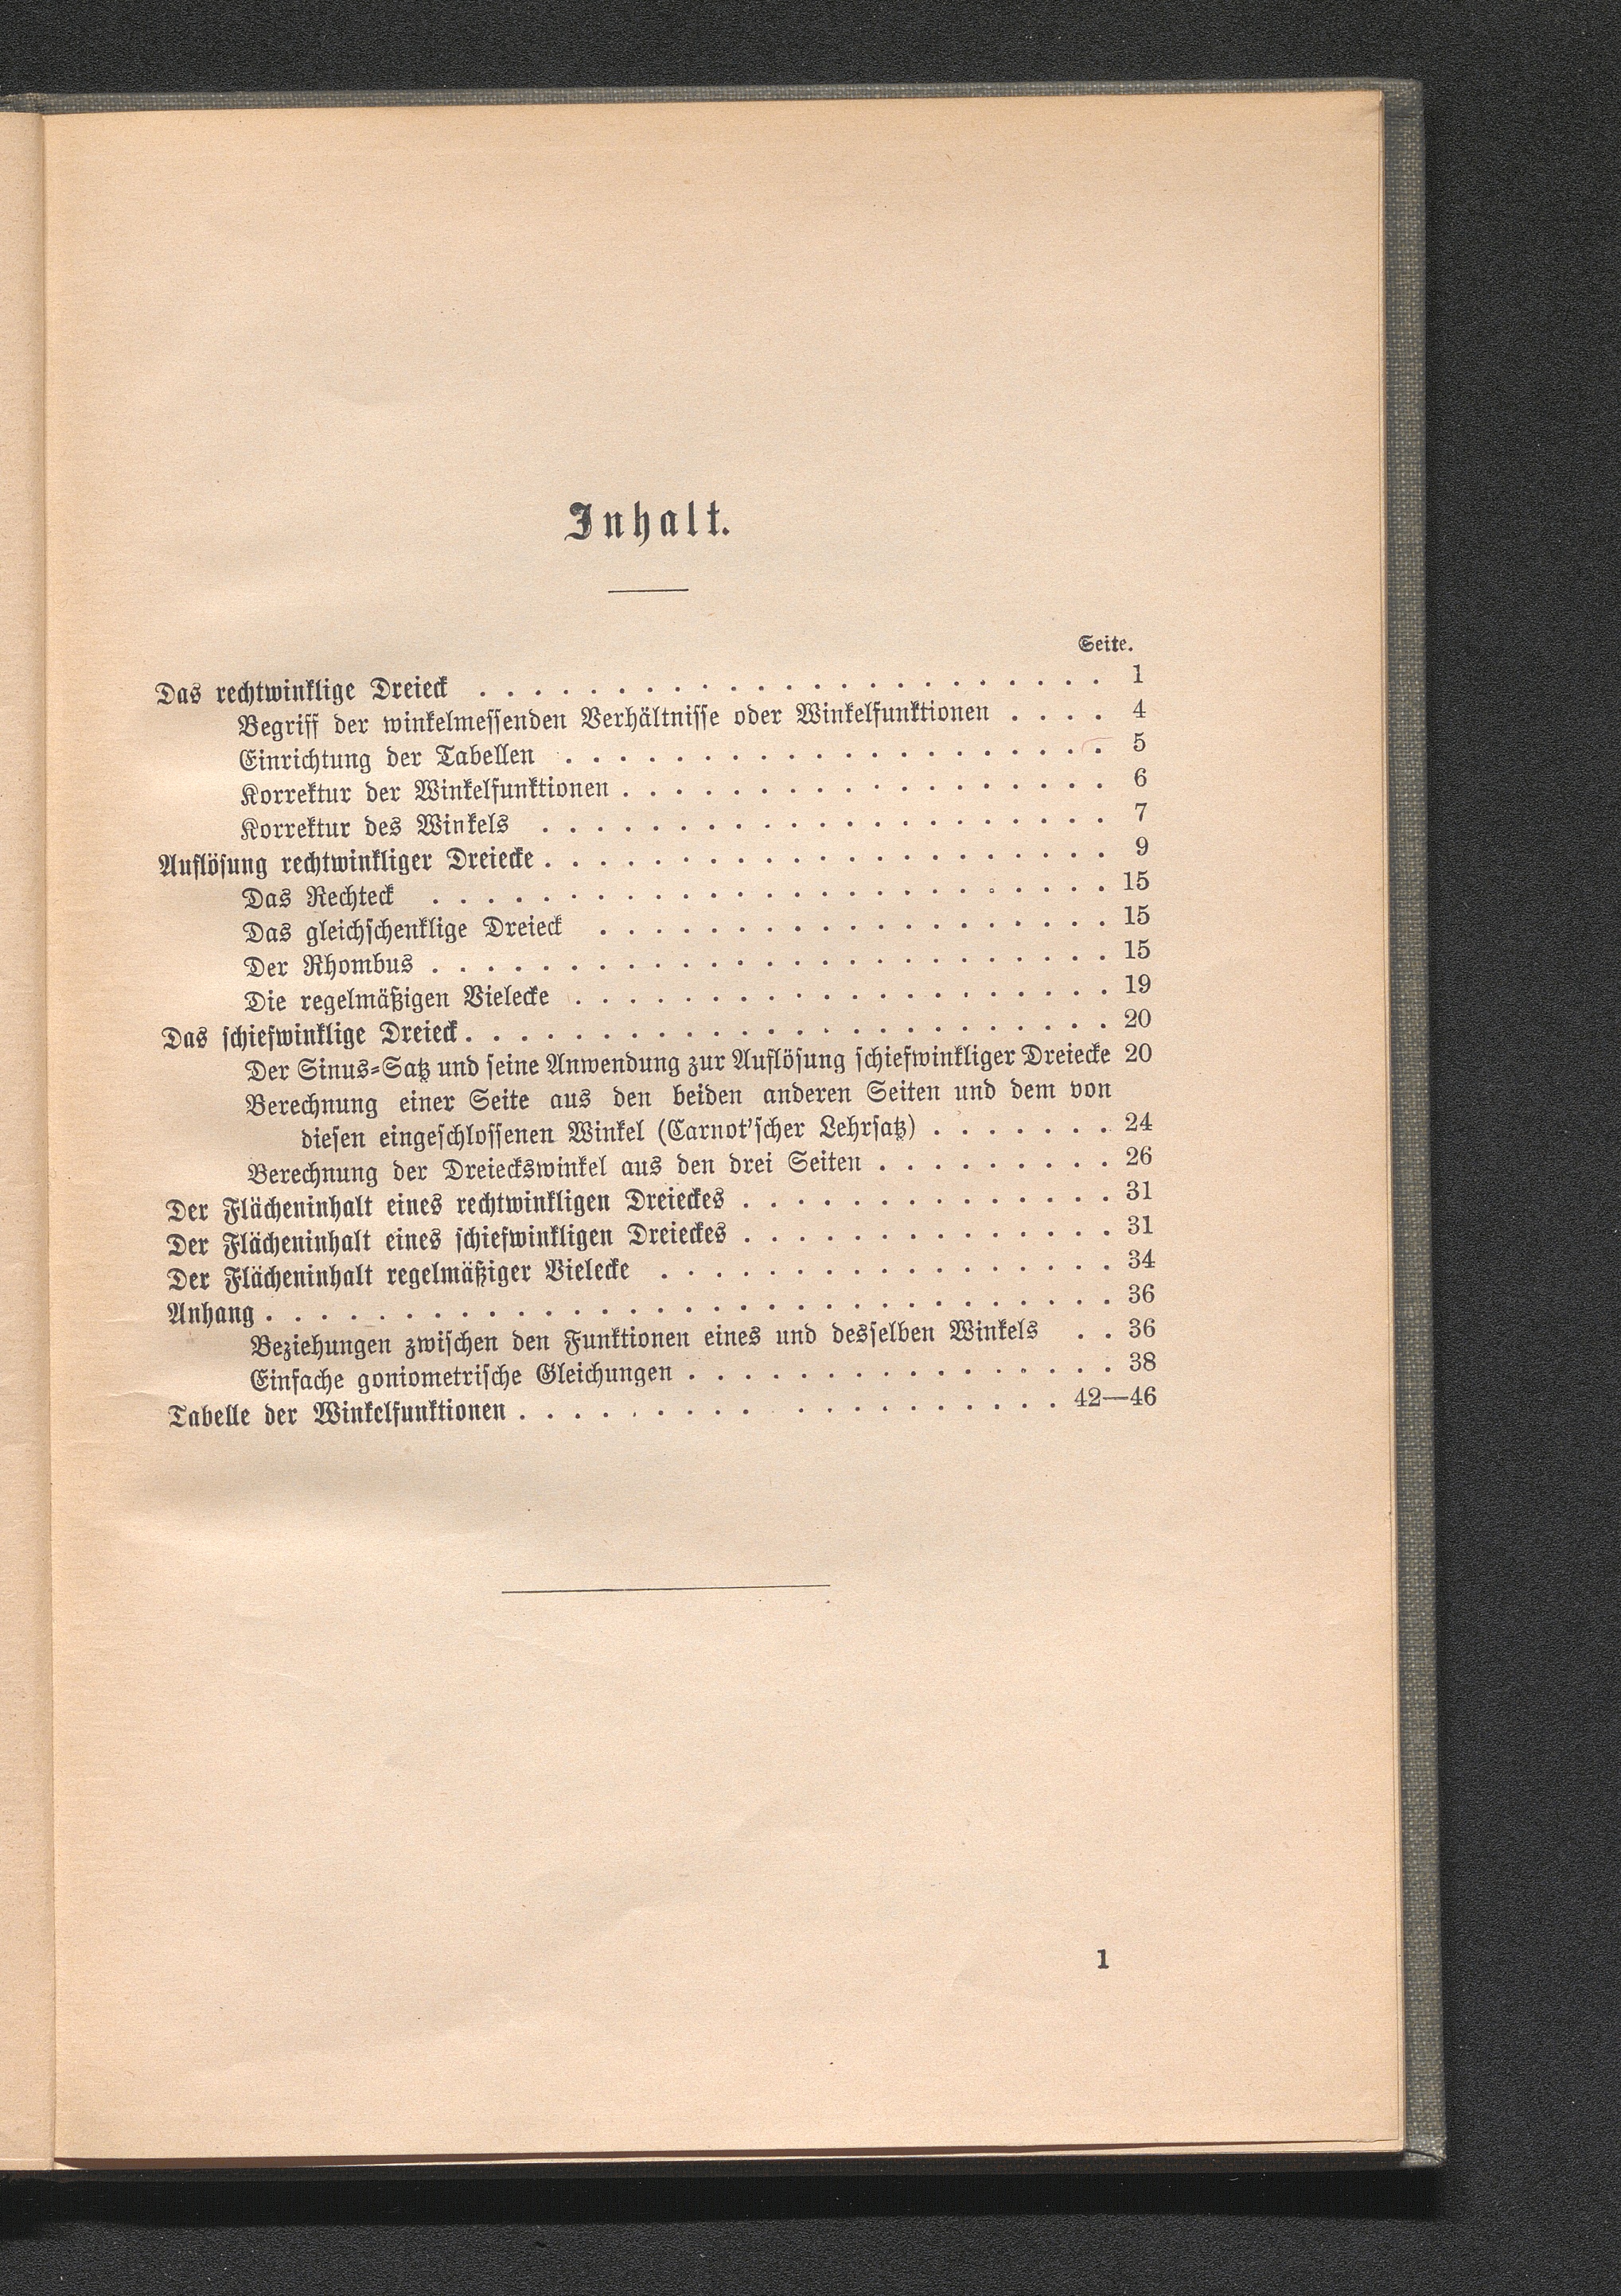 Inhalt.
Seite.
Das rechtwinklige Dreieck . . . . . . . . . . . . . . . . . . . . . . . 1
Begriff der winkelmessenden Verhältnisse oder Winkelfunktionen . . . . 4
Einrichtung der Tabellen . . . . . . . . . . . . . . . . . . . . 5
Korrektur der Winkelfunktionen . . . . . . . . . . . . . . . . . . 6
Korrektur des Winkels . . . . . . . . . . . . . . . . . . . . . 7
Auflösung rechtwinkliger Dreiecke . . . . . . . . . . . . . . . . . . . . . 9
Das Rechteck . . . . . . . . . . . . . . . . . . . . . . . . . 15
Das gleichschenklige Dreieck . . . . . . . . . . . . . . . . . . . 15
Der Rhombus . . . . . . . . . . . . . . . . . . . . . . . . . 15
Die regelmäßigen Vielecke . . . . . . . . . . . . . . . . . . . . 19
Das schiefwinklige Dreieck . . . . . . . . . . . . . . . . . . . . . . . . 20
Der Sinus-Satz und seine Anwendung zur Auflösung schiefwinkliger Dreiecke 20
Berechnung einer Seite aus den beiden anderen Seiten und dem von
diesen eingeschlossenen Winkel (Carnot'scher Lehrsatz) . . . . . . . 24
Berechnung der Dreieckswinkel aus den drei Seiten . . . . . . . . . 26
Der Flächeninhalt eines rechtwinkligen Dreieckes . . . . . . . . . . . . . . 31
Der Flächeninhalt eines schiefwinkligen Dreieckes . . . . . . . . . . . . . . 31
Der Flächeninhalt regelmäßiger Vielecke . . . . . . . . . . . . . . . . . 34
Anhang . . . . . . . . . . . . . . . . . . . . . . . . . . . . . . . 36
Beziehungen zwischen den Funktionen eines und desselben Winkels . . 36
Einfache goniometrische Gleichungen . . . . . . . . . . . . . . . . 38
Tabelle der Winkelfunktionen . . . . . . . . . . . . . . . . . . . . 42—46
1